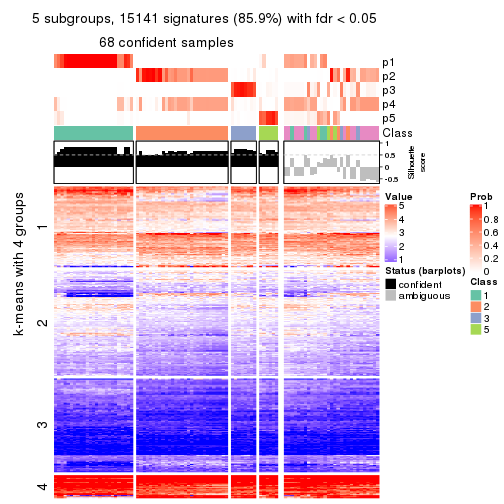 5 subgroups, 15141 signatures (85.9%) with fdr < 0.05
68 confident samples
p1
p2
p3
p4
p5
Class
1
0.5
0
-0.5
Silhouette
score
k-means with 4 groups
1
2
3
4
Value
5
4
3
2
1
Status (barplots)
confident
ambiguous
Prob
1
0.8
0.6
0.4
0.2
0
Class
1
2
3
5